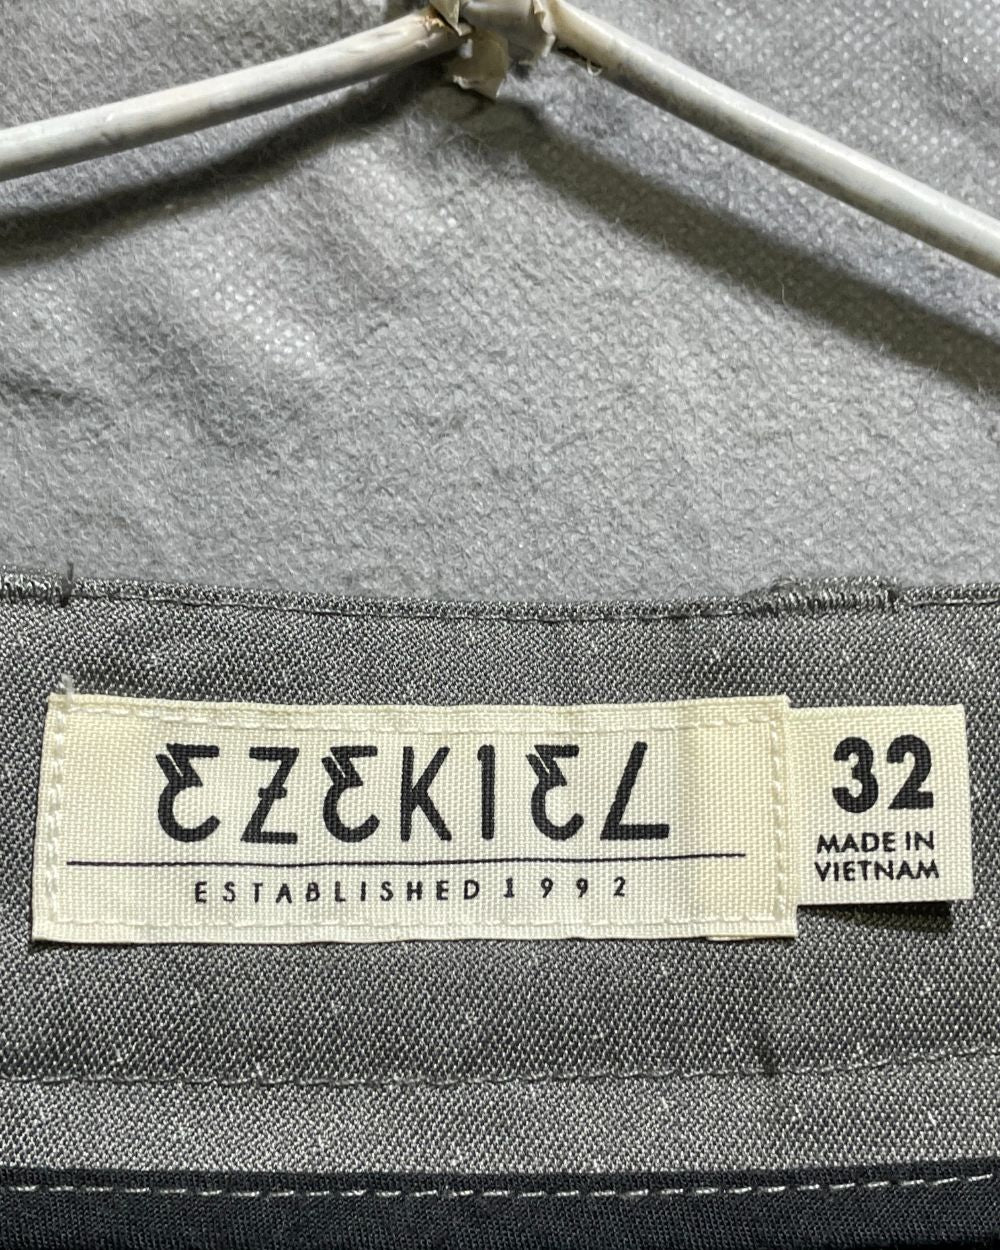 EZEKIEL
ESTABLISHED 1992
32
MADE IN
VIETNAM